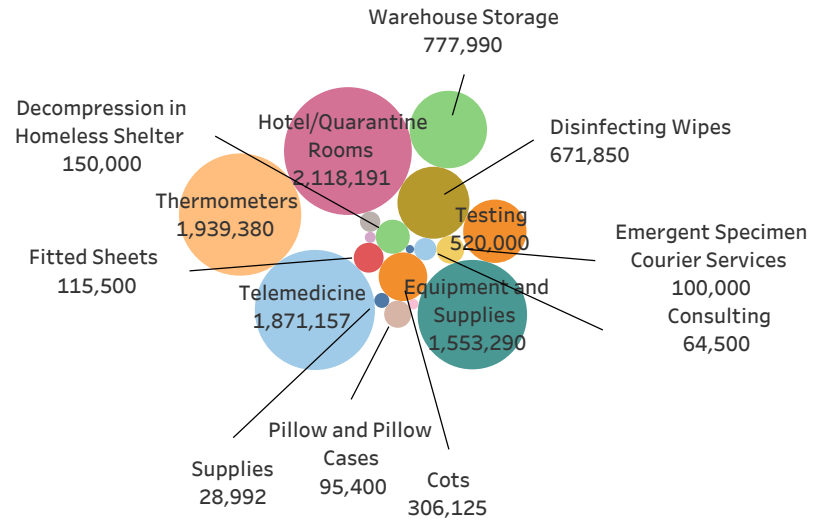 Warehouse Storage
777,990
Decompression in
Homeless Shelter
150,000
Hotel/Quarantine
Rooms
2,118,191
Disinfecting Wipes
671,850
Thermometers
1,939,380
Testing
520,000
Emergent Specimen
Courier Services
100,000
Fitted Sheets
115,500
Telemedicine
1,871,157
Equipment and
Supplies
1,553,290
Consulting
64,500
Pillow and Pillow
Cases
95,400
Supplies
28,992
Cots
306,125